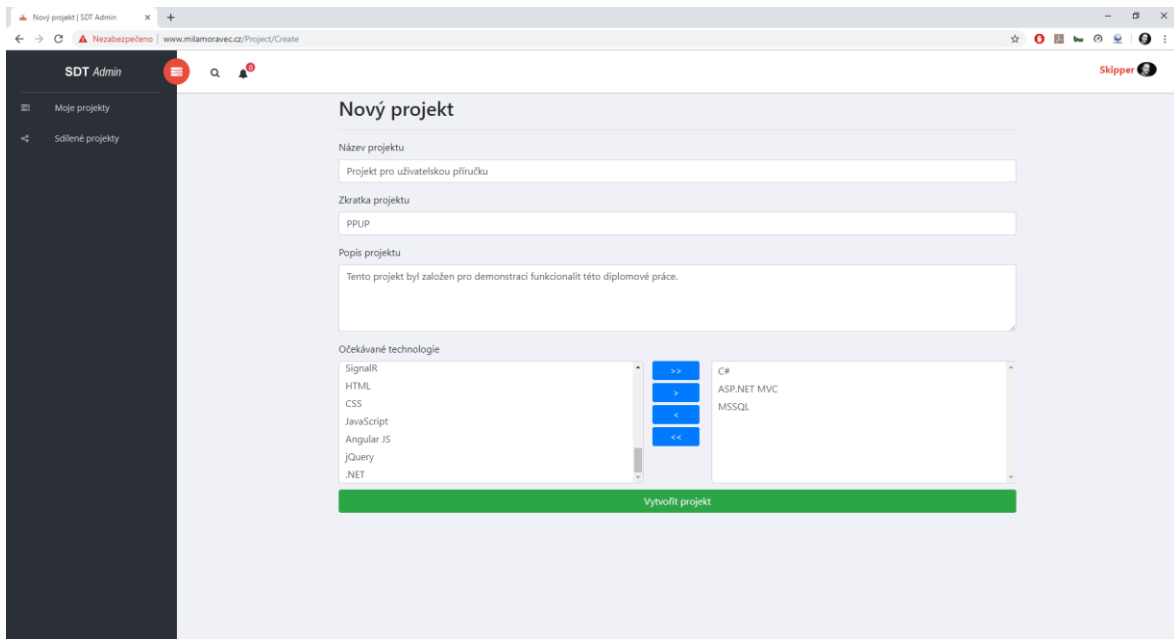 Nový projekt | SDT Admin
Nezabezpečeno | www.milamoravec.cz/Project/Create
SDT Admin
0
Skipper
Moje projekty
Sdílené projekty
Nový projekt
Název projektu
Projekt pro uživatelskou příručku
Zkratka projektu
PPUP
Popis projektu
Tento projekt byl založen pro demonstraci funkcionalit této diplomové práce.
Očekávané technologie
SignalR
HTML
CSS
JavaScript
Angular JS
jQuery
.NET
>>
>
<
<<
C#
ASP.NET MVC
MSSQL
Vytvořit projekt